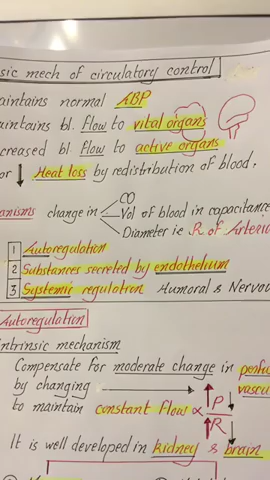 sic mech of circulatory control
aintains normal ABP
aintains bl. flow to vital organs
creased bl. flow to active organs
or ↓ Heat loss by redistribution of blood.
anisms change in CO
Vol of blood in capacitance
Diameter ie R of Arterio
1 Autoregulation
2 Substances secreted by endothelium
3 Systemic regulation Humoral & Nervou
Autoregulation
intrinsic mechanism
Compensate for moderate change in perfu
by changing → vascu
to maintain constant flow ∝ ↑P↓ / ↑R↓
It is well developed in kidney & brain